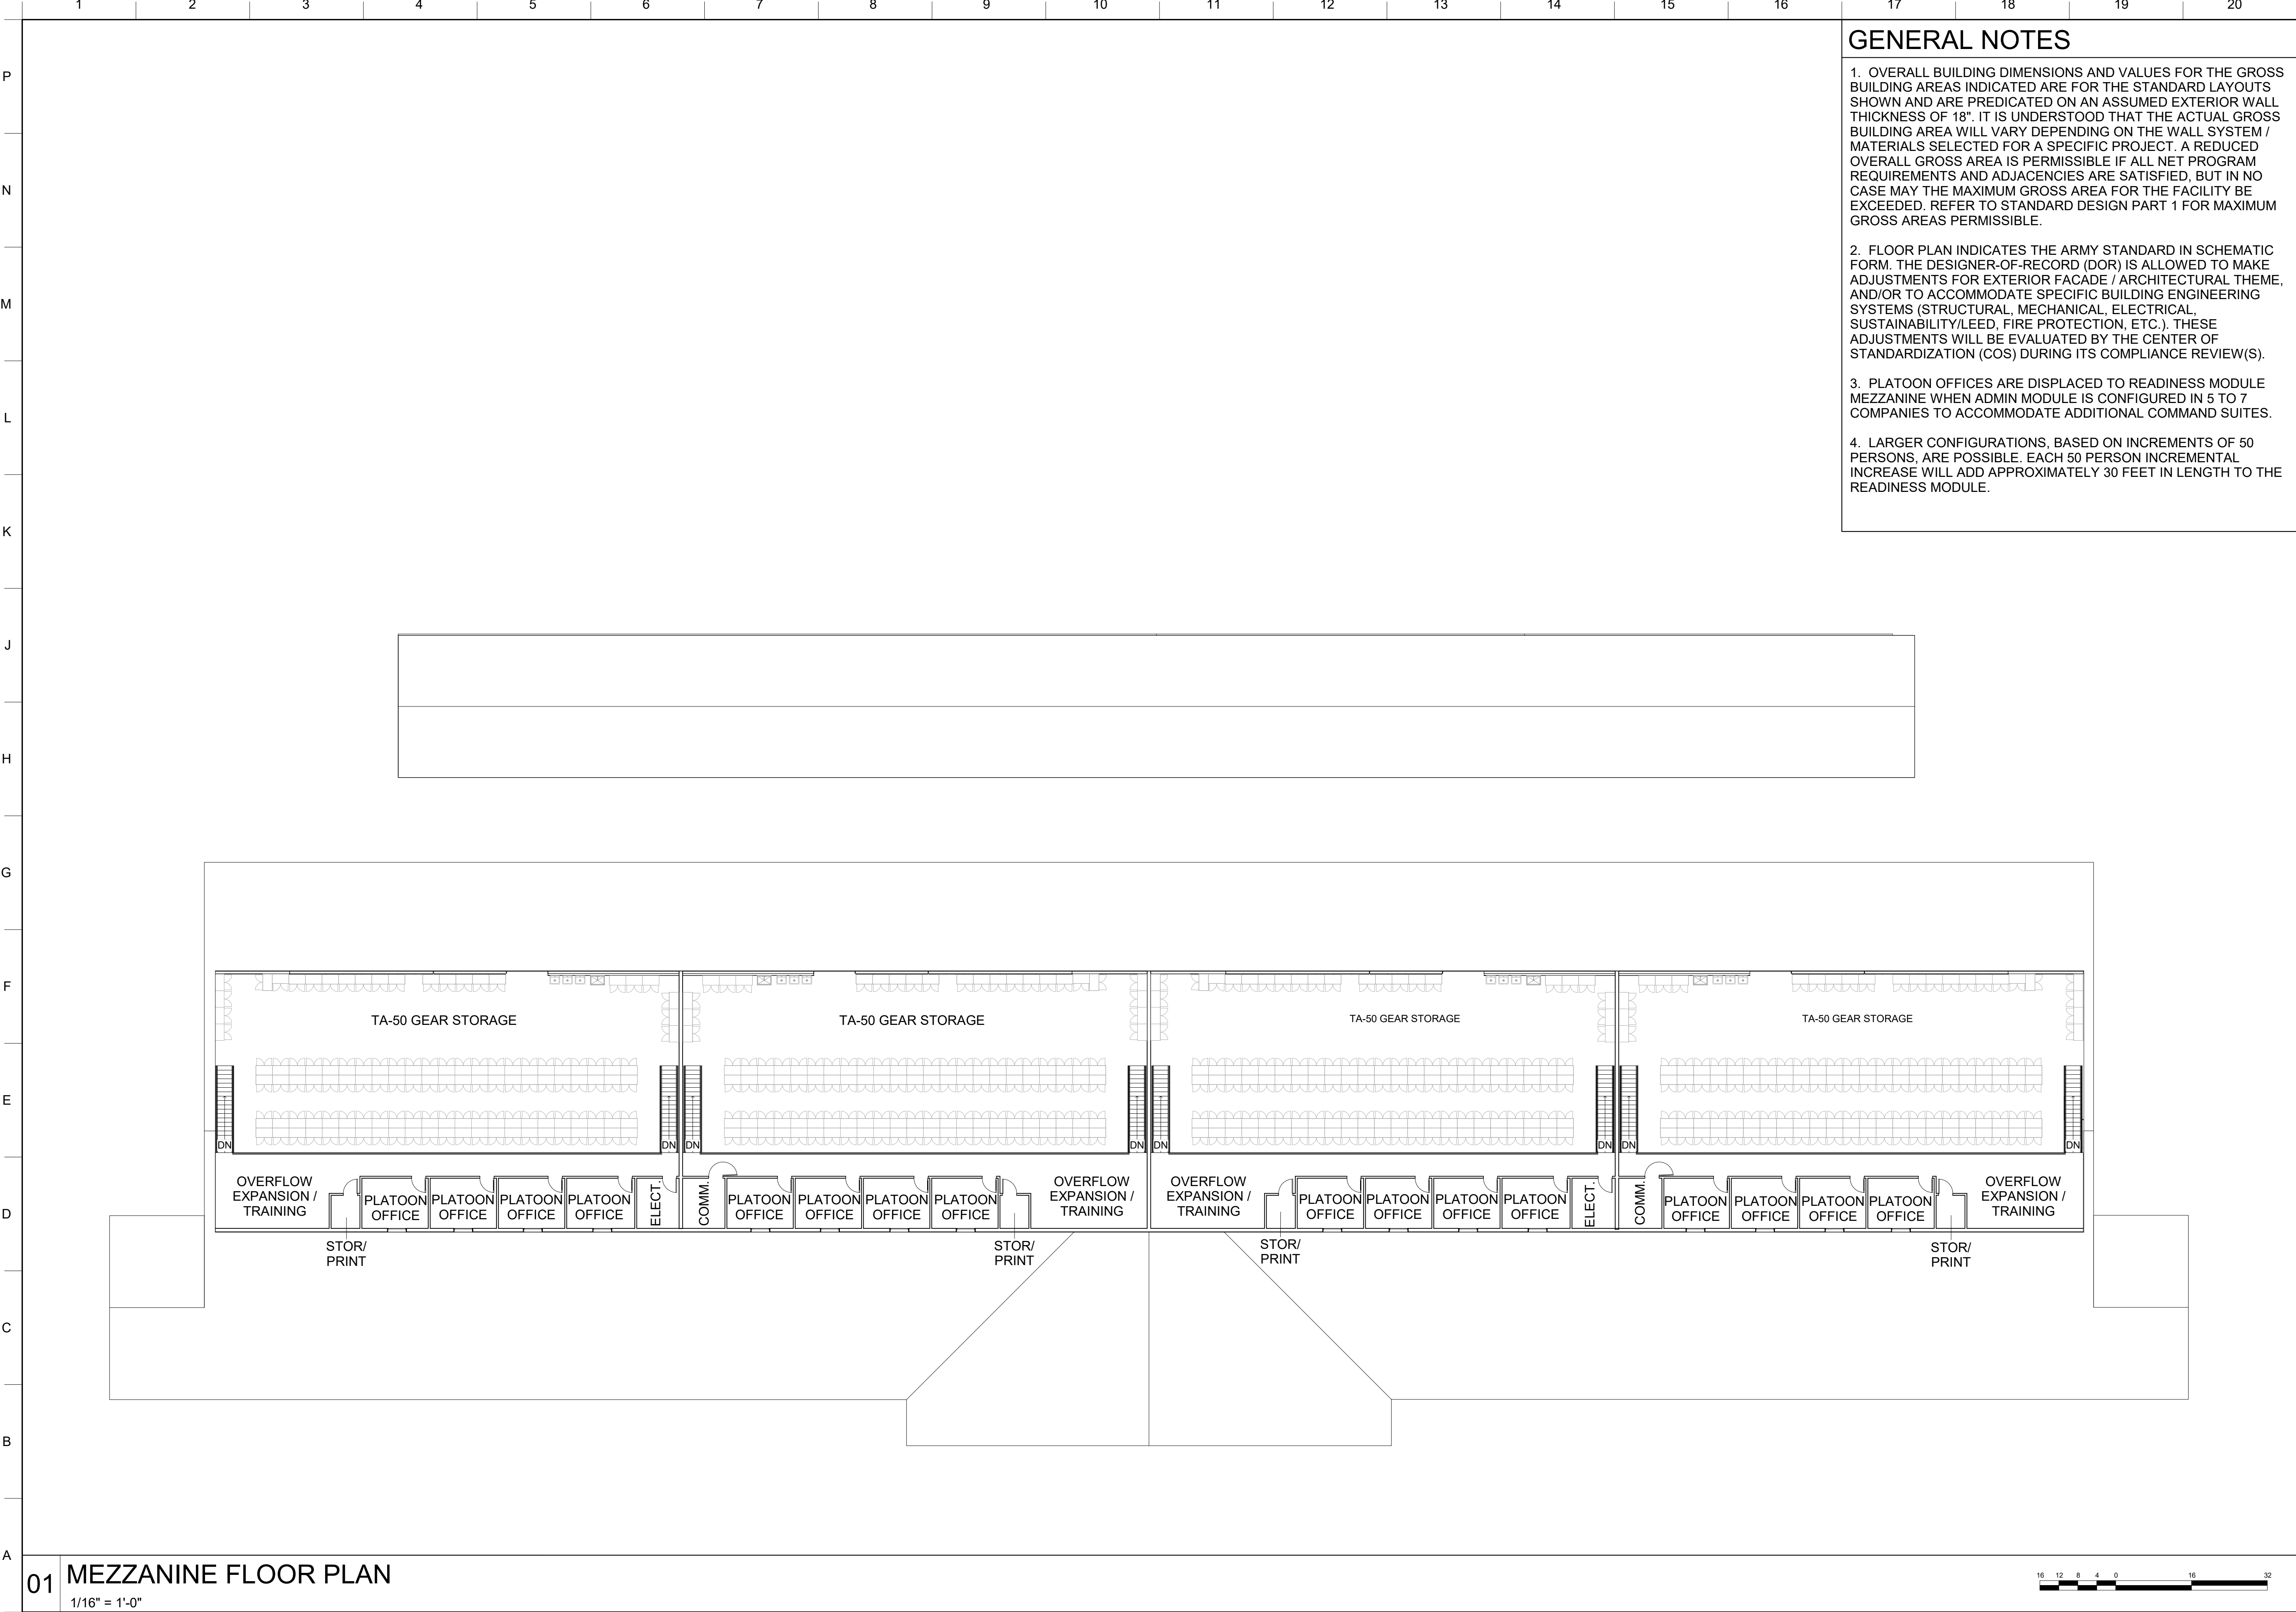 1 2 3 4 5 6 7 8 9 10 11 12 13 14 15 16 17 18 19 20
GENERAL NOTES
1. OVERALL BUILDING DIMENSIONS AND VALUES FOR THE GROSS
BUILDING AREAS INDICATED ARE FOR THE STANDARD LAYOUTS
SHOWN AND ARE PREDICATED ON AN ASSUMED EXTERIOR WALL
THICKNESS OF 18". IT IS UNDERSTOOD THAT THE ACTUAL GROSS
BUILDING AREA WILL VARY DEPENDING ON THE WALL SYSTEM /
MATERIALS SELECTED FOR A SPECIFIC PROJECT. A REDUCED
OVERALL GROSS AREA IS PERMISSIBLE IF ALL NET PROGRAM
REQUIREMENTS AND ADJACENCIES ARE SATISFIED, BUT IN NO
CASE MAY THE MAXIMUM GROSS AREA FOR THE FACILITY BE
EXCEEDED. REFER TO STANDARD DESIGN PART 1 FOR MAXIMUM
GROSS AREAS PERMISSIBLE.
2. FLOOR PLAN INDICATES THE ARMY STANDARD IN SCHEMATIC
FORM. THE DESIGNER-OF-RECORD (DOR) IS ALLOWED TO MAKE
ADJUSTMENTS FOR EXTERIOR FACADE / ARCHITECTURAL THEME,
AND/OR TO ACCOMMODATE SPECIFIC BUILDING ENGINEERING
SYSTEMS (STRUCTURAL, MECHANICAL, ELECTRICAL,
SUSTAINABILITY/LEED, FIRE PROTECTION, ETC.). THESE
ADJUSTMENTS WILL BE EVALUATED BY THE CENTER OF
STANDARDIZATION (COS) DURING ITS COMPLIANCE REVIEW(S).
3. PLATOON OFFICES ARE DISPLACED TO READINESS MODULE
MEZZANINE WHEN ADMIN MODULE IS CONFIGURED IN 5 TO 7
COMPANIES TO ACCOMMODATE ADDITIONAL COMMAND SUITES.
4. LARGER CONFIGURATIONS, BASED ON INCREMENTS OF 50
PERSONS, ARE POSSIBLE. EACH 50 PERSON INCREMENTAL
INCREASE WILL ADD APPROXIMATELY 30 FEET IN LENGTH TO THE
READINESS MODULE.
P
N
M
L
K
J
H
G
F
E
D
C
B
A
TA-50 GEAR STORAGE TA-50 GEAR STORAGE TA-50 GEAR STORAGE TA-50 GEAR STORAGE
DN DN DN DN DN DN DN DN
OVERFLOW
EXPANSION /
TRAINING
PLATOON
OFFICE
PLATOON
OFFICE
PLATOON
OFFICE
PLATOON
OFFICE
ELECT.
COMM.
PLATOON
OFFICE
PLATOON
OFFICE
PLATOON
OFFICE
PLATOON
OFFICE
OVERFLOW
EXPANSION /
TRAINING
OVERFLOW
EXPANSION /
TRAINING
PLATOON
OFFICE
PLATOON
OFFICE
PLATOON
OFFICE
PLATOON
OFFICE
ELECT.
COMM.
PLATOON
OFFICE
PLATOON
OFFICE
PLATOON
OFFICE
PLATOON
OFFICE
OVERFLOW
EXPANSION /
TRAINING
STOR/
PRINT
STOR/
PRINT
STOR/
PRINT
STOR/
PRINT
01 MEZZANINE FLOOR PLAN
1/16" = 1'-0"
16 12 8 4 0 16 32